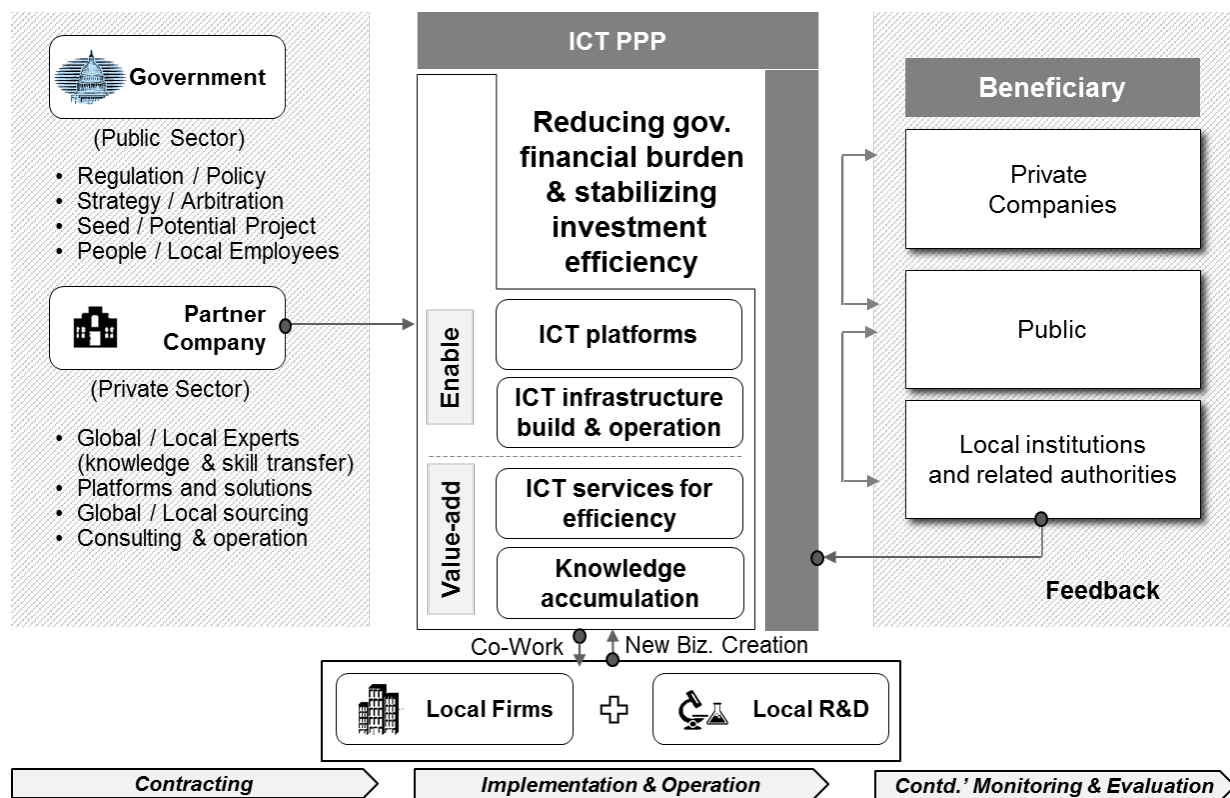 Government
(Public Sector)
• Regulation / Policy
• Strategy / Arbitration
• Seed / Potential Project
• People / Local Employees
Partner
Company
(Private Sector)
• Global / Local Experts
(knowledge & skill transfer)
• Platforms and solutions
• Global / Local sourcing
• Consulting & operation
ICT PPP
Reducing gov.
financial burden
& stabilizing
investment
efficiency
Enable
ICT platforms
ICT infrastructure
build & operation
Value-add
ICT services for
efficiency
Knowledge
accumulation
Co-Work
New Biz. Creation
Local Firms
Local R&D
Beneficiary
Private
Companies
Public
Local institutions
and related authorities
Feedback
Contracting
Implementation & Operation
Contd.' Monitoring & Evaluation